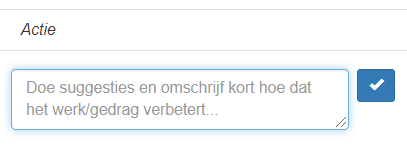 Actie
Doe suggesties en omschrijf kort hoe dat
het werk/gedrag verbetert...